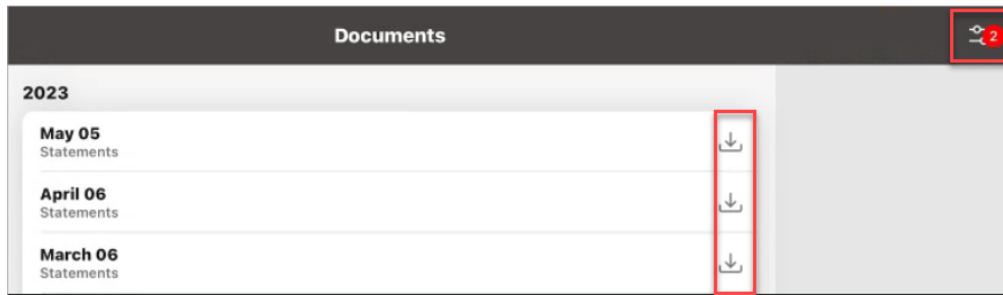 Documents
2
2023
May 05
Statements
April 06
Statements
March 06
Statements